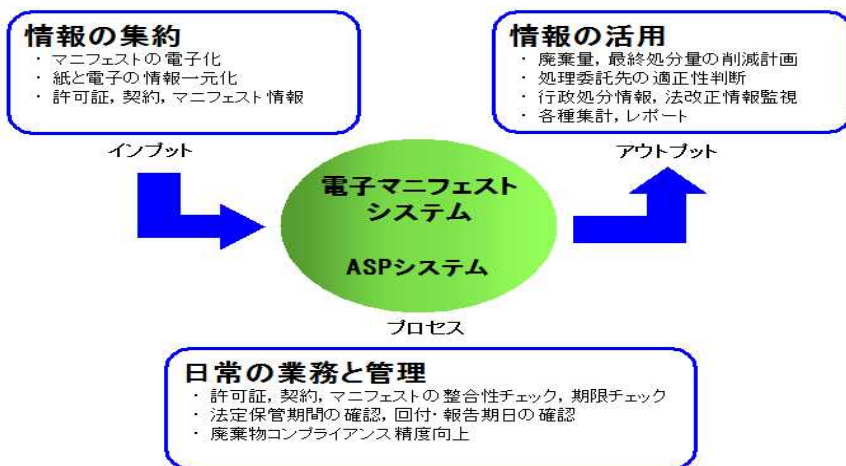 情報の集約
・ マニフェストの電子化
・ 紙と電子の情報一元化
・ 許可証, 契約, マニフェスト情報
インプット
情報の活用
・ 廃棄量, 最終処分量の削減計画
・ 処理委託先の適正性判断
・ 行政処分情報, 法改正情報監視
・ 各種集計, レポート
アウトプット
電子マニフェスト
システム
ASPシステム
プロセス
日常の業務と管理
・ 許可証, 契約, マニフェストの整合性チェック, 期限チェック
・ 法定保管期間の確認, 回付・報告期日の確認
・ 廃棄物コンプライアンス精度向上